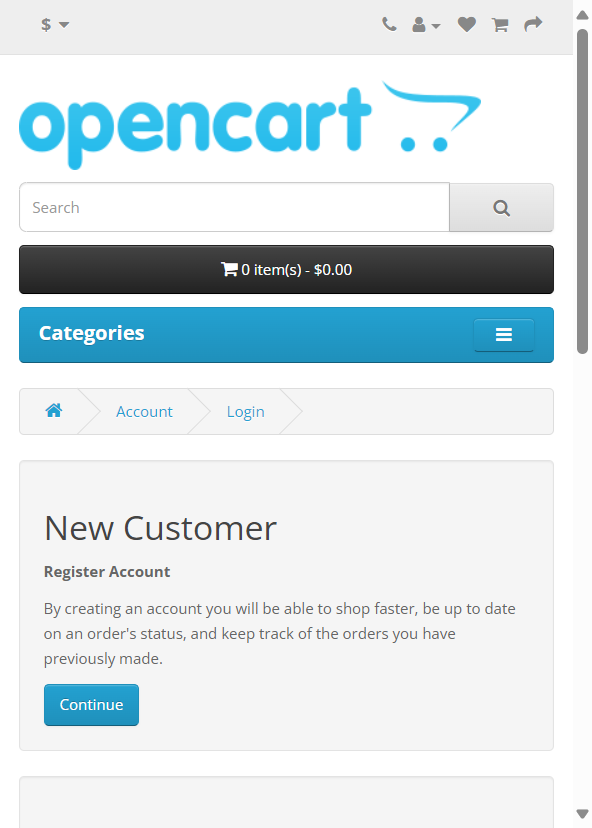 $
opencart
Search
0 item(s) - $0.00
Categories
Account
Login
New Customer
Register Account
By creating an account you will be able to shop faster, be up to date
on an order's status, and keep track of the orders you have
previously made.
Continue